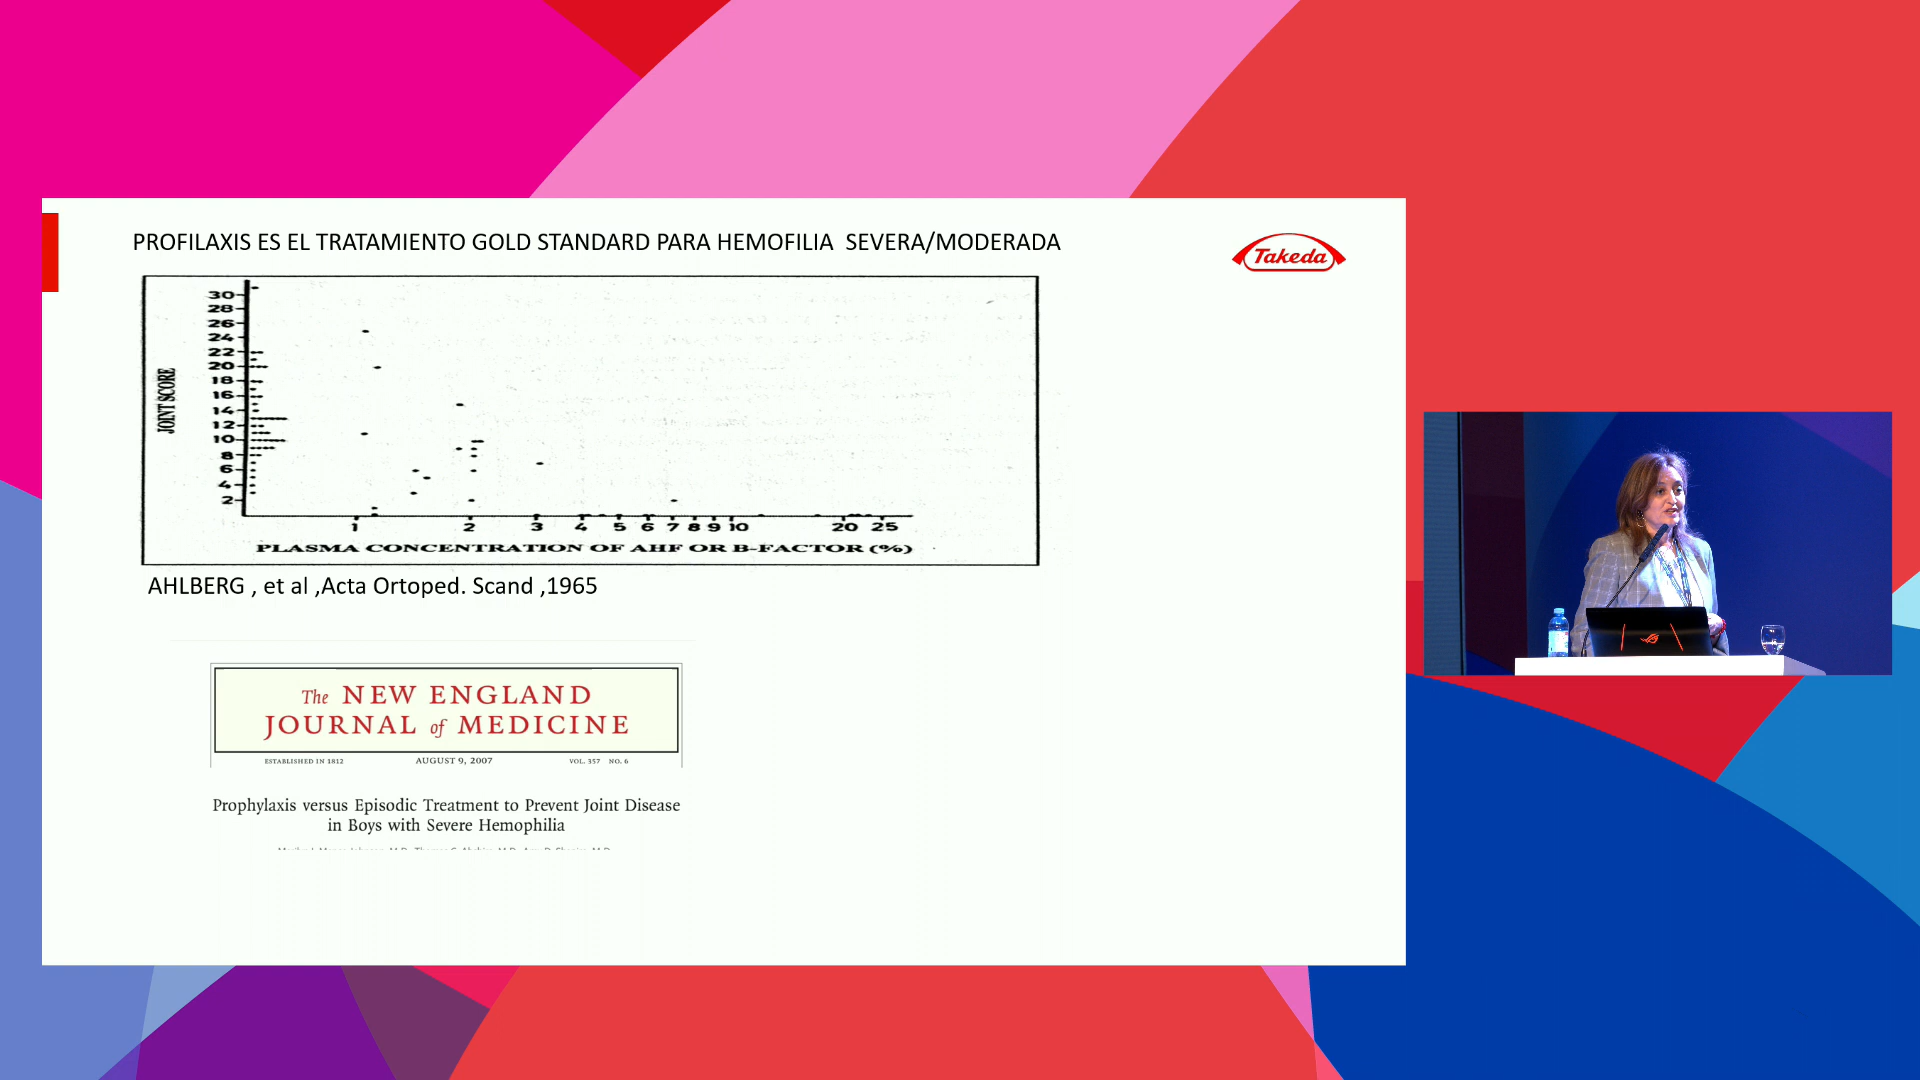 PROFILAXIS ES EL TRATAMIENTO GOLD STANDARD PARA HEMOFILIA SEVERA/MODERADA
Takeda
30
28
26
24
22
20
18
16
14
12
10
8
6
4
2
JOINT SCORE
1 2 3 4 5 6 7 8 9 10 20 25
PLASMA CONCENTRATION OF AHF OR B-FACTOR (%)
AHLBERG , et al ,Acta Ortoped. Scand ,1965
The NEW ENGLAND
JOURNAL of MEDICINE
ESTABLISHED IN 1812 AUGUST 9, 2007 VOL. 357 NO. 6
Prophylaxis versus Episodic Treatment to Prevent Joint Disease
in Boys with Severe Hemophilia